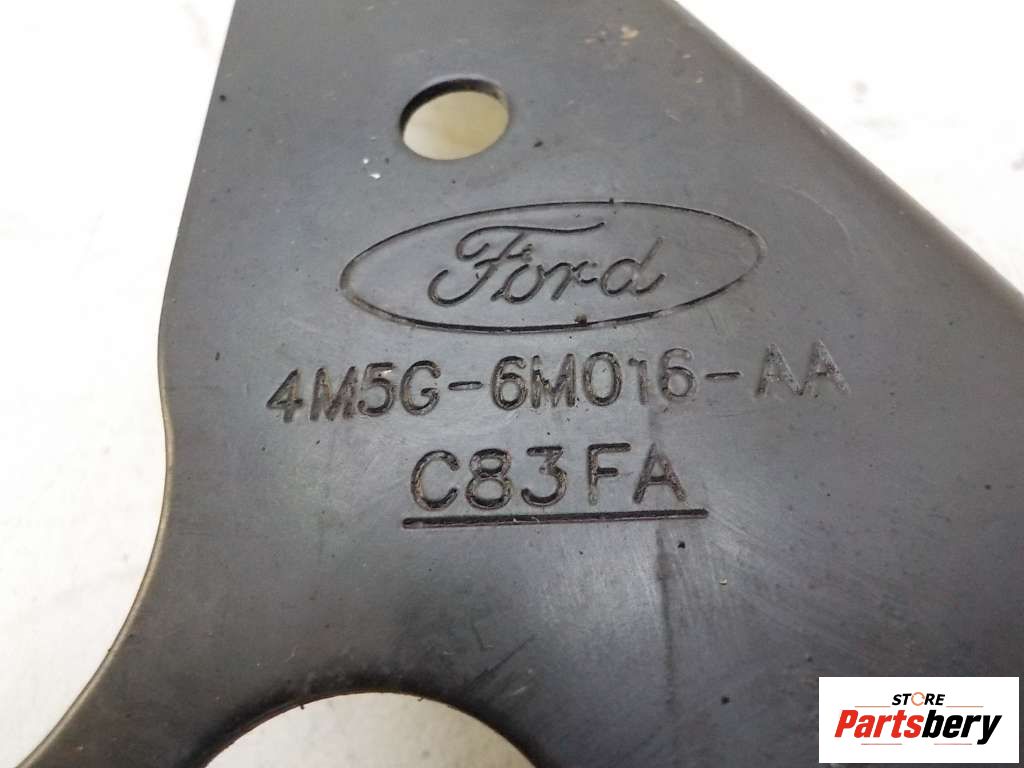 Ford
4M5G-6M016-AA
C83FA
STORE
Partsbery